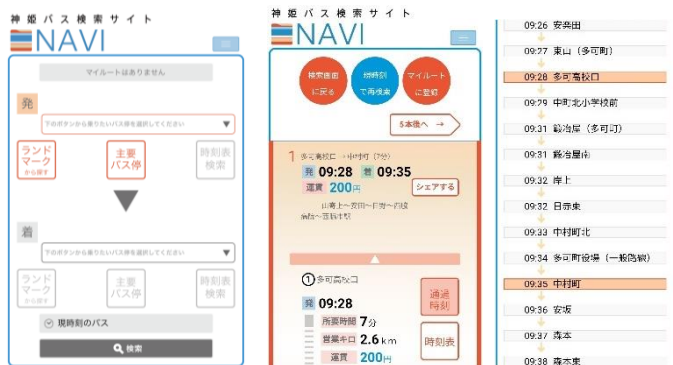 神姫バス検索サイト
NAVI
マイルートはありません
発
下のボタンから乗りたいバス停を選択してください
ランドマークから探す
主要バス停
時刻表検索
着
下のボタンから乗りたいバス停を選択してください
ランドマークから探す
主要バス停
時刻表検索
現時刻のバス
検索
神姫バス検索サイト
NAVI
検索画面に戻る
現時刻で再検索
マイルートに登録
5本後へ →
1 多可高校口→中村町 (7分)
発 09:28 着 09:35
運賃 200円
シェアする
①多可高校口
通過時刻
発 09:28
所要時間 7分
営業キロ 2.6km
時刻表
運賃 200円
09:26 安楽田
09:27 東山（多可町）
09:28 多可高校口
09:29 中町北小学校前
09:31 鍛冶屋（多可町）
09:31 鍛冶屋南
09:32 岸上
09:32 日赤東
09:33 中村町北
09:34 多可町役場（一般路線）
09:35 中村町
09:36 安坂
09:37 森本
09:38 森本東